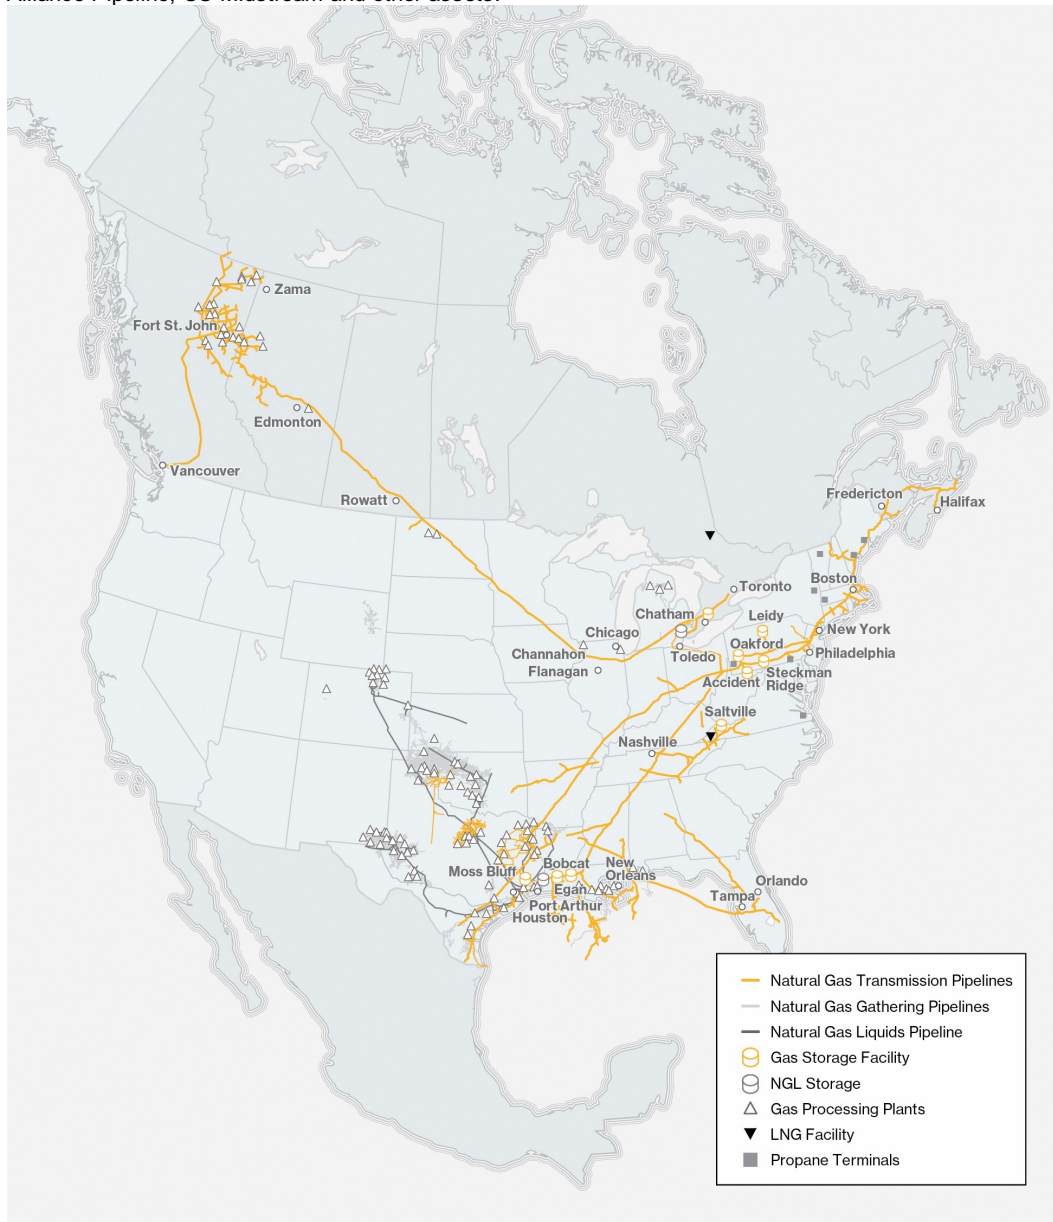 Alliance Pipeline, US Midstream and other assets.
Zama
Fort St. John
Edmonton
Vancouver
Rowatt
Fredericton
Halifax
Toronto
Boston
Chatham
Leidy
Chicago
New York
Oakford
Channahon
Toledo
Philadelphia
Flanagan
Steckman
Accident
Ridge
Saltville
Nashville
Bobcat
New
Moss Bluff
Orleans
Orlando
Egan
Tampa
Port Arthur
Houston
Natural Gas Transmission Pipelines
Natural Gas Gathering Pipelines
Natural Gas Liquids Pipeline
Gas Storage Facility
NGL Storage
Gas Processing Plants
LNG Facility
Propane Terminals